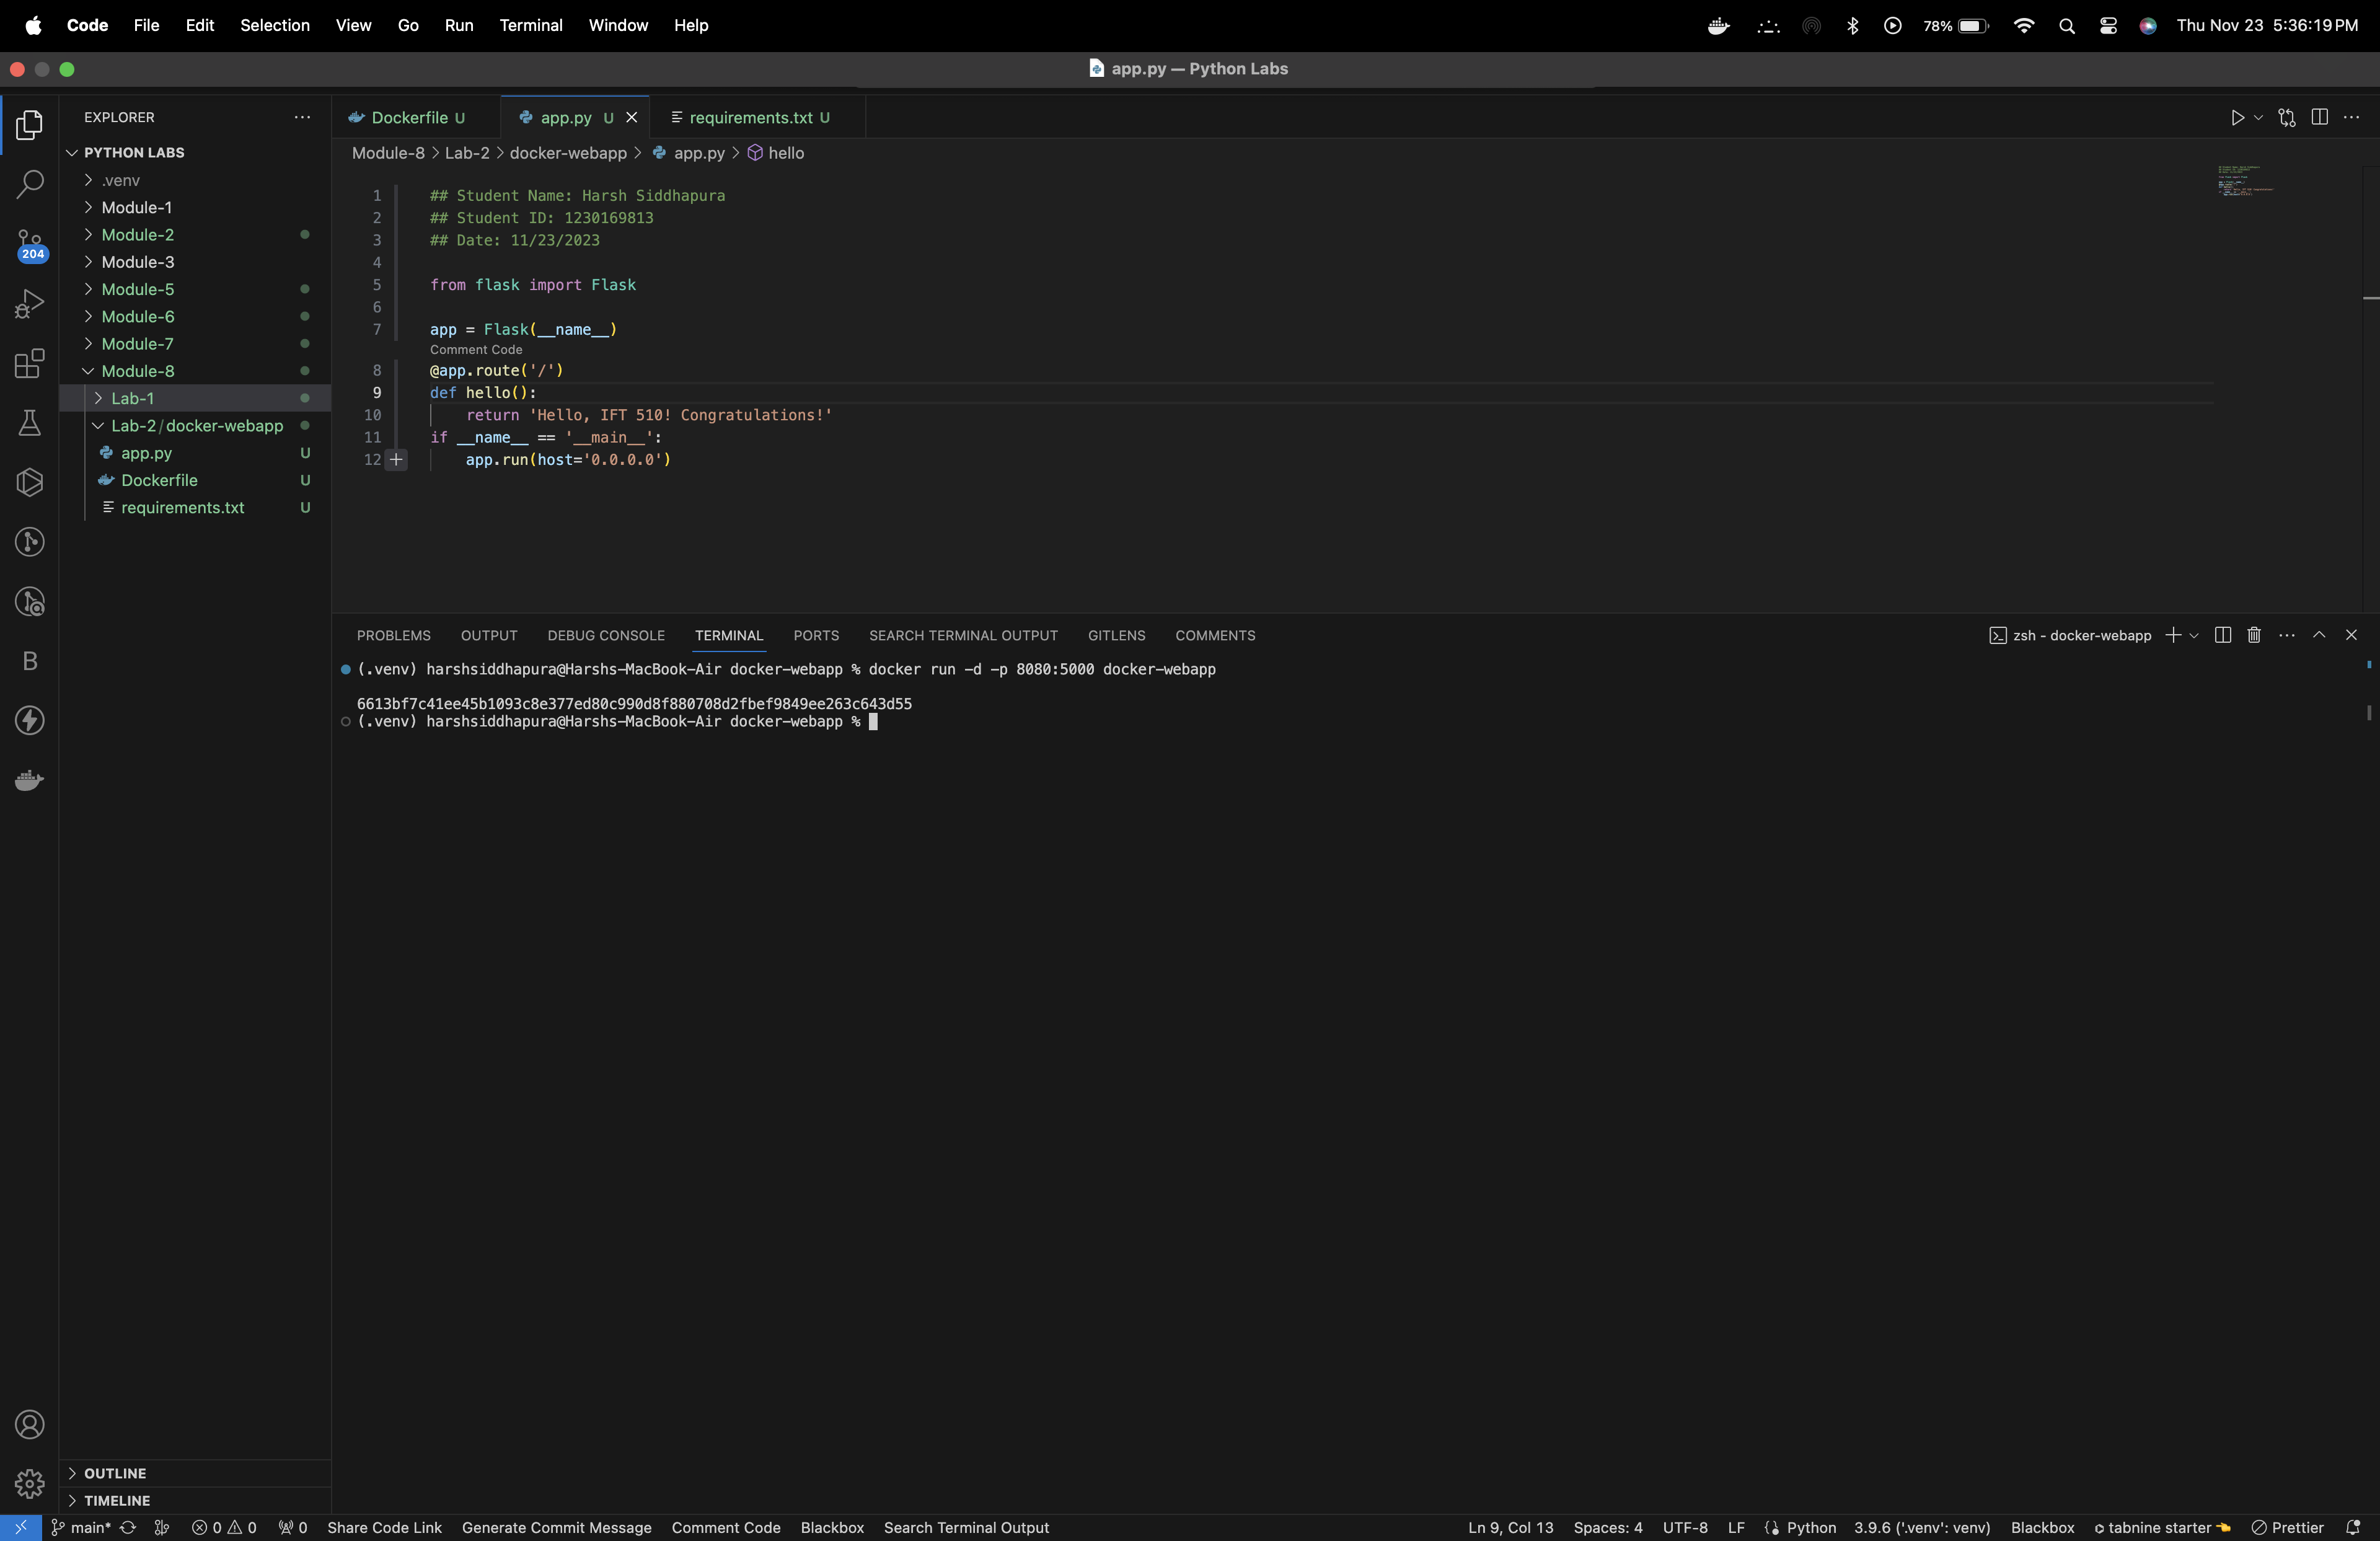 Code File Edit Selection View Go Run Terminal Window Help 78% Thu Nov 23 5:36:19 PM
app.py — Python Labs
EXPLORER
PYTHON LABS
.venv
Module-1
Module-2
Module-3
Module-5
Module-6
Module-7
Module-8
Lab-1
Lab-2/docker-webapp
app.py U
Dockerfile U
requirements.txt U
OUTLINE
TIMELINE
204
B
Dockerfile U app.py U requirements.txt U
Module-8 > Lab-2 > docker-webapp > app.py > hello
1 ## Student Name: Harsh Siddhapura
2 ## Student ID: 1230169813
3 ## Date: 11/23/2023
4
5 from flask import Flask
6
7 app = Flask(__name__)
Comment Code
8 @app.route('/')
9 def hello():
10 return 'Hello, IFT 510! Congratulations!'
11 if __name__ == '__main__':
12 app.run(host='0.0.0.0')
PROBLEMS OUTPUT DEBUG CONSOLE TERMINAL PORTS SEARCH TERMINAL OUTPUT GITLENS COMMENTS zsh - docker-webapp
(.venv) harshsiddhapura@Harshs-MacBook-Air docker-webapp % docker run -d -p 8080:5000 docker-webapp
6613bf7c41ee45b1093c8e377ed80c990d8f880708d2fbef9849ee263c643d55
(.venv) harshsiddhapura@Harshs-MacBook-Air docker-webapp %
main* 0 0 0 Share Code Link Generate Commit Message Comment Code Blackbox Search Terminal Output Ln 9, Col 13 Spaces: 4 UTF-8 LF Python 3.9.6 ('.venv': venv) Blackbox tabnine starter Prettier